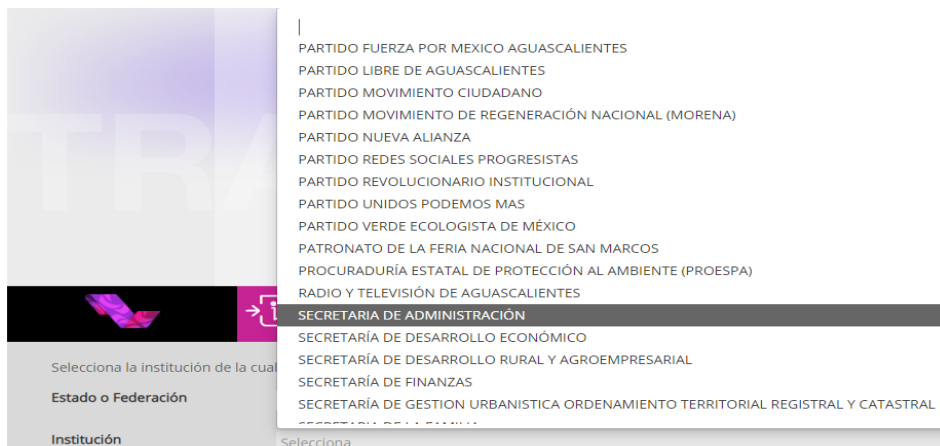 PARTIDO FUERZA POR MEXICO AGUASCALIENTES
PARTIDO LIBRE DE AGUASCALIENTES
PARTIDO MOVIMIENTO CIUDADANO
PARTIDO MOVIMIENTO DE REGENERACIÓN NACIONAL (MORENA)
PARTIDO NUEVA ALIANZA
PARTIDO REDES SOCIALES PROGRESISTAS
PARTIDO REVOLUCIONARIO INSTITUCIONAL
PARTIDO UNIDOS PODEMOS MAS
PARTIDO VERDE ECOLOGISTA DE MÉXICO
PATRONATO DE LA FERIA NACIONAL DE SAN MARCOS
PROCURADURÍA ESTATAL DE PROTECCIÓN AL AMBIENTE (PROESPA)
RADIO Y TELEVISIÓN DE AGUASCALIENTES
SECRETARIA DE ADMINISTRACIÓN
SECRETARÍA DE DESARROLLO ECONÓMICO
SECRETARÍA DE DESARROLLO RURAL Y AGROEMPRESARIAL
SECRETARÍA DE FINANZAS
SECRETARÍA DE GESTION URBANISTICA ORDENAMIENTO TERRITORIAL REGISTRAL Y CATASTRAL
TRA
Selecciona la institución de la cual
Estado o Federación
Institución
Selecciona